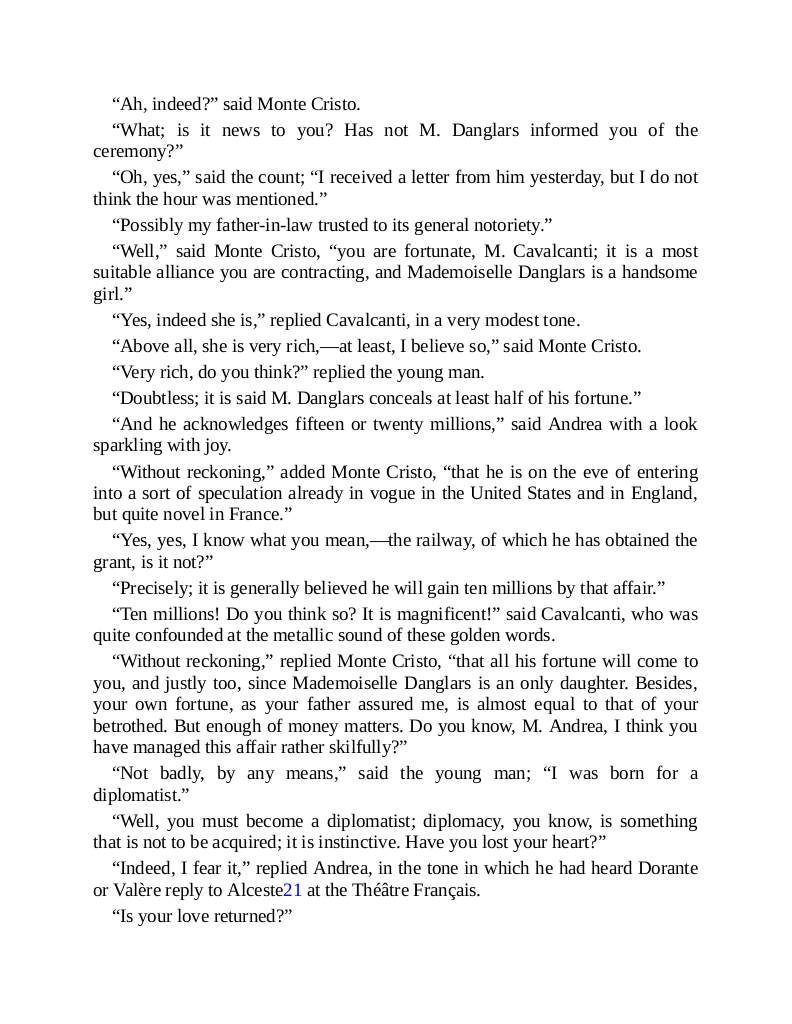 “Ah, indeed?” said Monte Cristo.
“What; is it news to you? Has not M. Danglars informed you of the
ceremony?”
“Oh, yes,” said the count; “I received a letter from him yesterday, but I do not
think the hour was mentioned.”
“Possibly my father-in-law trusted to its general notoriety.”
“Well,” said Monte Cristo, “you are fortunate, M. Cavalcanti; it is a most
suitable alliance you are contracting, and Mademoiselle Danglars is a handsome
girl.”
“Yes, indeed she is,” replied Cavalcanti, in a very modest tone.
“Above all, she is very rich,—at least, I believe so,” said Monte Cristo.
“Very rich, do you think?” replied the young man.
“Doubtless; it is said M. Danglars conceals at least half of his fortune.”
“And he acknowledges fifteen or twenty millions,” said Andrea with a look
sparkling with joy.
“Without reckoning,” added Monte Cristo, “that he is on the eve of entering
into a sort of speculation already in vogue in the United States and in England,
but quite novel in France.”
“Yes, yes, I know what you mean,—the railway, of which he has obtained the
grant, is it not?”
“Precisely; it is generally believed he will gain ten millions by that affair.”
“Ten millions! Do you think so? It is magnificent!” said Cavalcanti, who was
quite confounded at the metallic sound of these golden words.
“Without reckoning,” replied Monte Cristo, “that all his fortune will come to
you, and justly too, since Mademoiselle Danglars is an only daughter. Besides,
your own fortune, as your father assured me, is almost equal to that of your
betrothed. But enough of money matters. Do you know, M. Andrea, I think you
have managed this affair rather skilfully?”
“Not badly, by any means,” said the young man; “I was born for a
diplomatist.”
“Well, you must become a diplomatist; diplomacy, you know, is something
that is not to be acquired; it is instinctive. Have you lost your heart?”
“Indeed, I fear it,” replied Andrea, in the tone in which he had heard Dorante
or Valère reply to Alceste21 at the Théâtre Français.
“Is your love returned?”